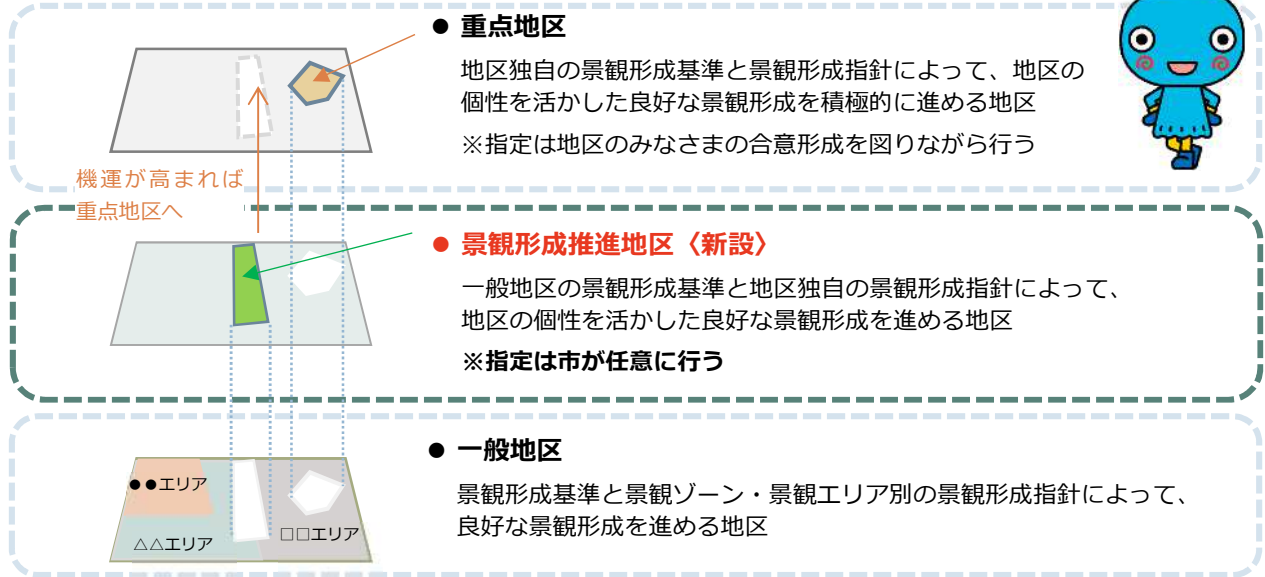 ● 重点地区
地区独自の景観形成基準と景観形成指針によって、地区の
個性を活かした良好な景観形成を積極的に進める地区
※指定は地区のみなさまの合意形成を図りながら行う
機運が高まれば
重点地区へ
● 景観形成推進地区〈新設〉
一般地区の景観形成基準と地区独自の景観形成指針によって、
地区の個性を活かした良好な景観形成を進める地区
※指定は市が任意に行う
● 一般地区
景観形成基準と景観ゾーン・景観エリア別の景観形成指針によって、
良好な景観形成を進める地区
●●エリア
△△エリア
□□エリア